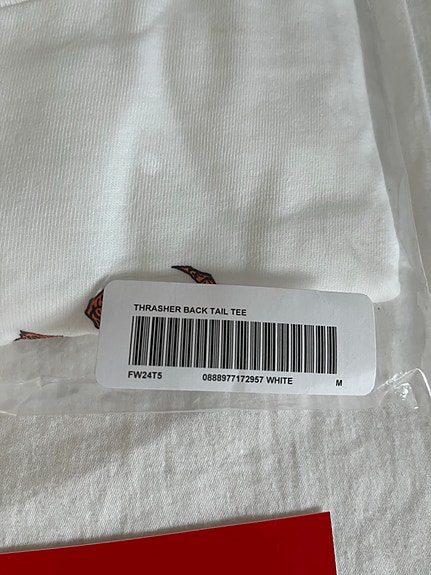 THRASHER BACK TAIL TEE
FW24T5 0888977172957 WHITE M